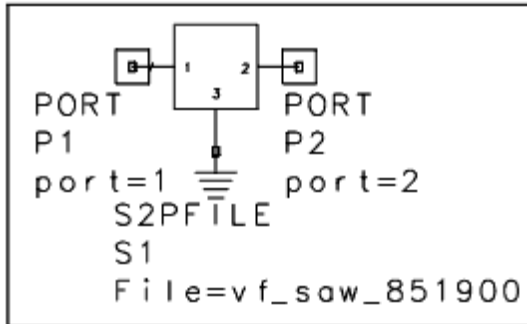 1 2
3
PORT PORT
P1 P2
port=1 port=2
S2PFILE
S1
File=vf_saw_851900